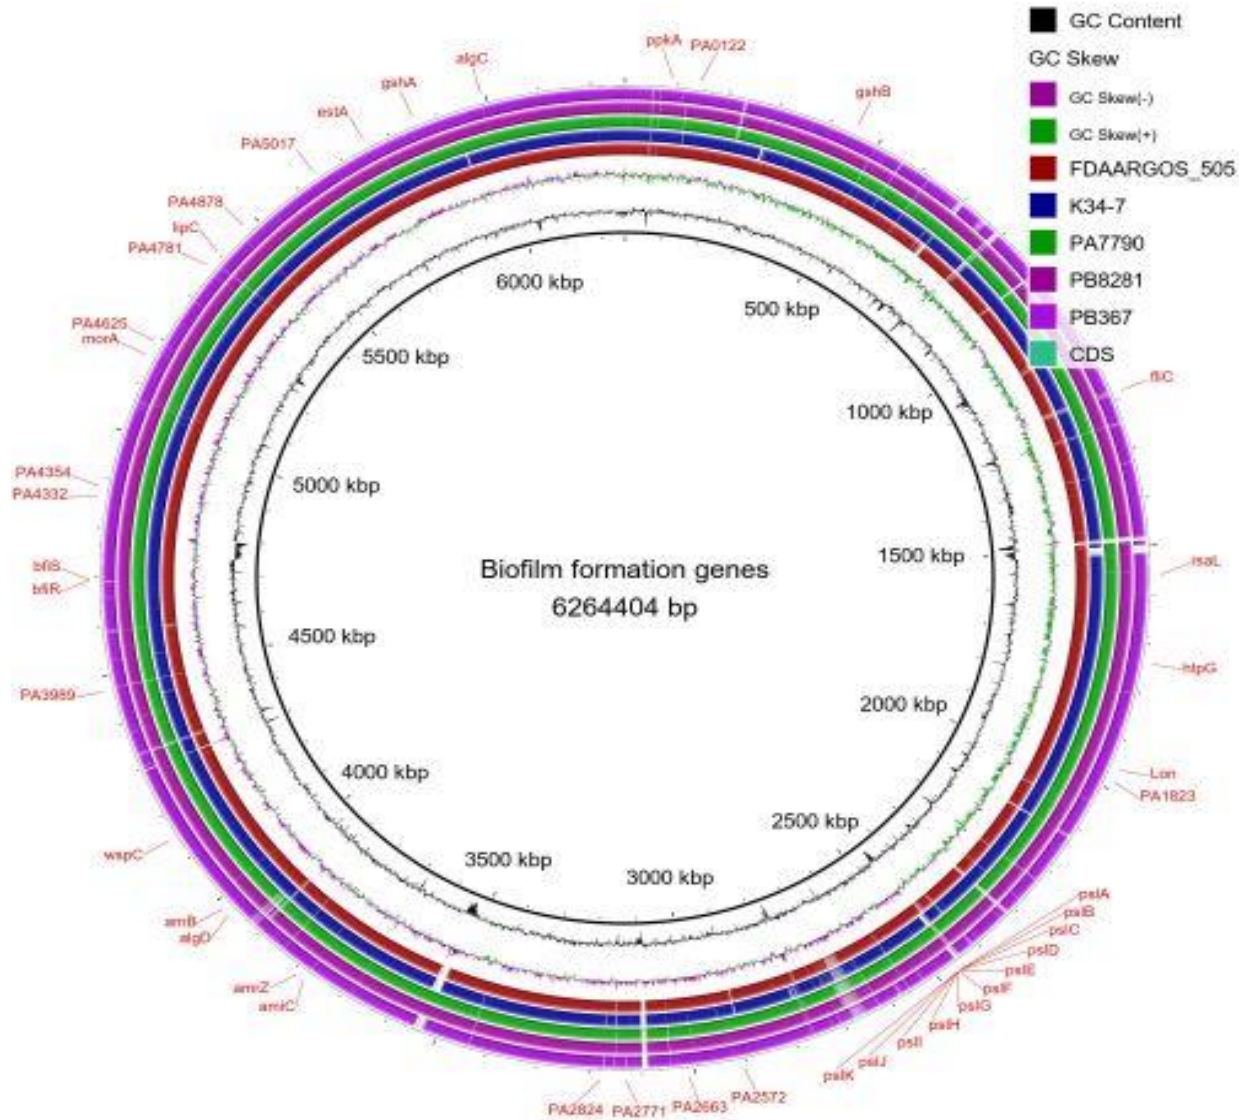 GC Content
GC Skew
GC Skew(-)
GC Skew(+)
FDAARGOS_505
K34-7
PA7790
PB8281
PB367
CDS
ppkA
PA0122
gshB
fliC
rsaL
htpG
Lon
PA1823
pslA
pslB
pslC
pslD
pslE
pslF
pslG
pslH
pslI
pslJ
pslK
PA2572
PA2663
PA2771
PA2824
amiC
amrZ
algD
wspC
PA3989
bfiR
bfiS
PA4332
PA4354
morA
PA4625
PA4781
lipC
PA4878
PA5017
estA
gshA
algC
500 kbp
1000 kbp
1500 kbp
2000 kbp
2500 kbp
3000 kbp
3500 kbp
4000 kbp
4500 kbp
5000 kbp
5500 kbp
6000 kbp
Biofilm formation genes
6264404 bp